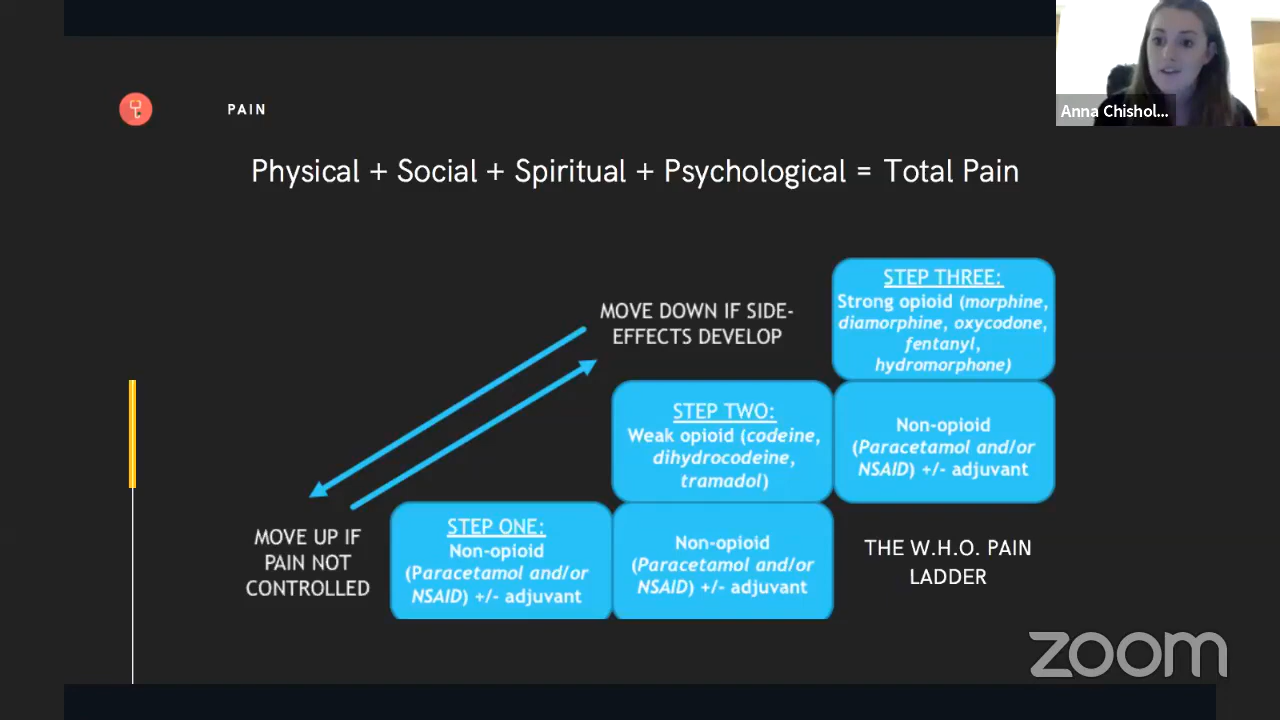 Anna Chishol...
PAIN
Physical + Social + Spiritual + Psychological = Total Pain
STEP THREE:
Strong opioid (morphine,
diamorphine, oxycodone,
fentanyl,
hydromorphone)
MOVE DOWN IF SIDE-
EFFECTS DEVELOP
STEP TWO:
Weak opioid (codeine,
dihydrocodeine,
tramadol)
Non-opioid
(Paracetamol and/or
NSAID) +/- adjuvant
MOVE UP IF
PAIN NOT
CONTROLLED
STEP ONE:
Non-opioid
(Paracetamol and/or
NSAID) +/- adjuvant
Non-opioid
(Paracetamol and/or
NSAID) +/- adjuvant
THE W.H.O. PAIN
LADDER
zoom